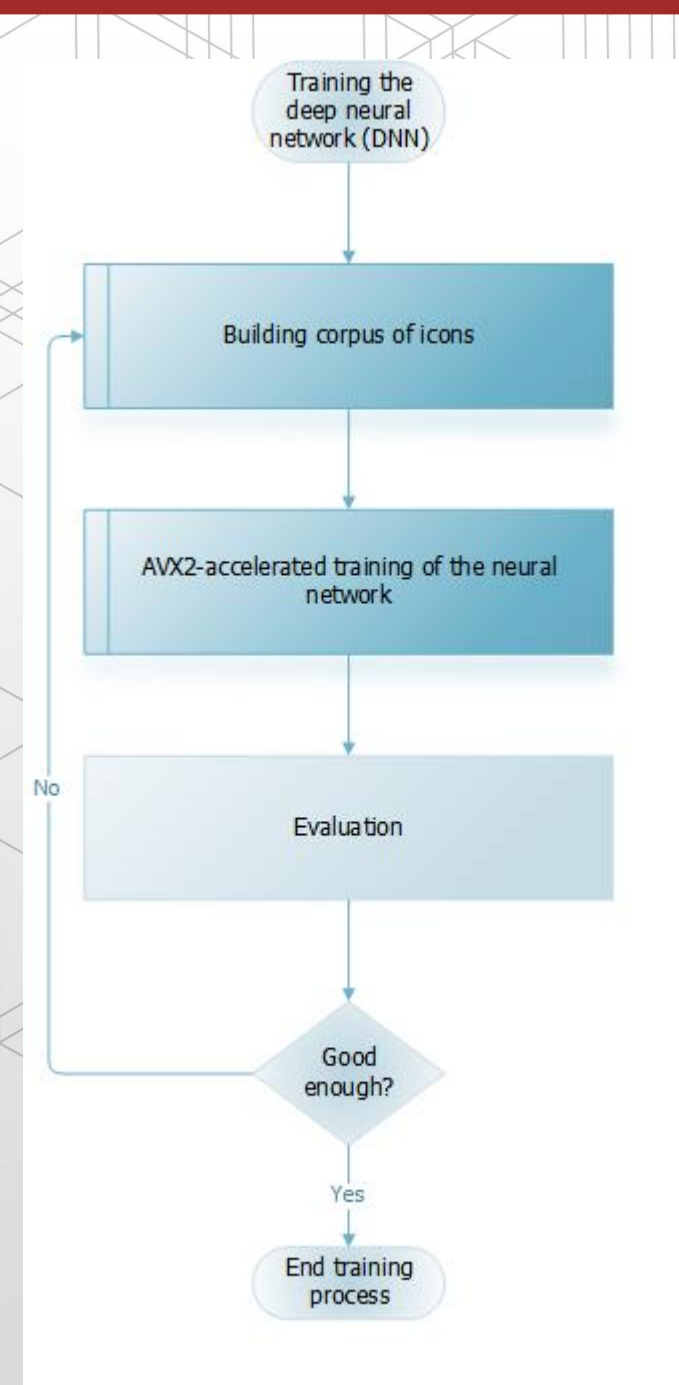 Training the
deep neural
network (DNN)
Building corpus of icons
AVX2-accelerated training of the neural
network
No
Evaluation
Good
enough?
Yes
End training
process